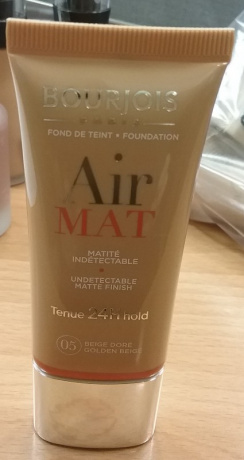 BOURJOIS
PARIS
FOND DE TEINT • FOUNDATION
Air
MAT
MATITÉ
INDÉTECTABLE
•
UNDETECTABLE
MATTE FINISH
Tenue 24H hold
05 BEIGE DORÉ
GOLDEN BEIGE